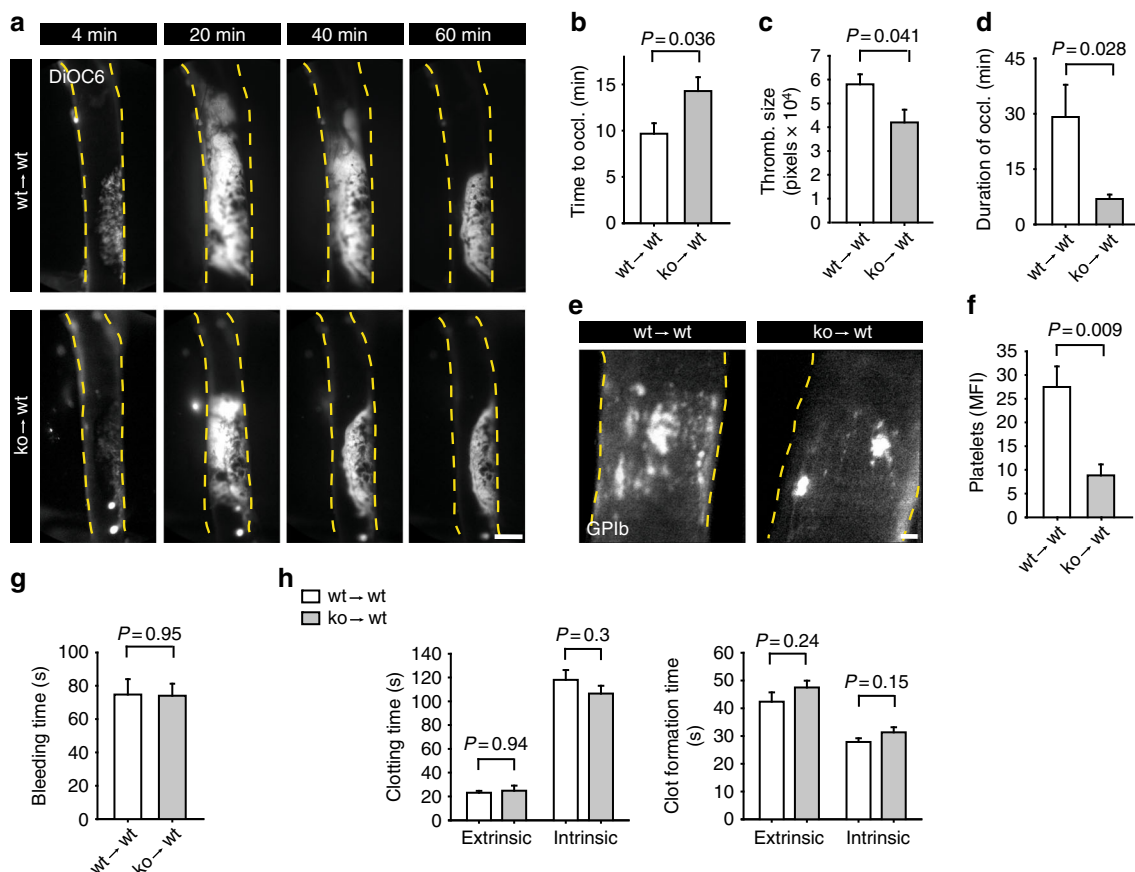 a
4 min
20 min
40 min
60 min
DiOC6
wt→wt
ko→wt
b
P=0.036
Time to occl. (min)
20
15
10
5
0
wt→wt
ko→wt
c
P=0.041
Thromb. size
(pixels × 10⁴)
7
6
5
4
3
2
1
0
wt→wt
ko→wt
d
P=0.028
Duration of occl. (min)
45
30
15
0
wt→wt
ko→wt
e
wt→wt
ko→wt
GPIb
f
P=0.009
Platelets (MFI)
35
30
25
20
15
10
5
0
wt→wt
ko→wt
g
P=0.95
Bleeding time (s)
100
80
60
40
20
0
wt→wt
ko→wt
h
wt→wt
ko→wt
P=0.3
P=0.94
Clotting time (s)
140
120
100
80
60
40
20
0
Extrinsic
Intrinsic
P=0.24
P=0.15
Clot formation time
(s)
60
50
40
30
20
10
0
Extrinsic
Intrinsic